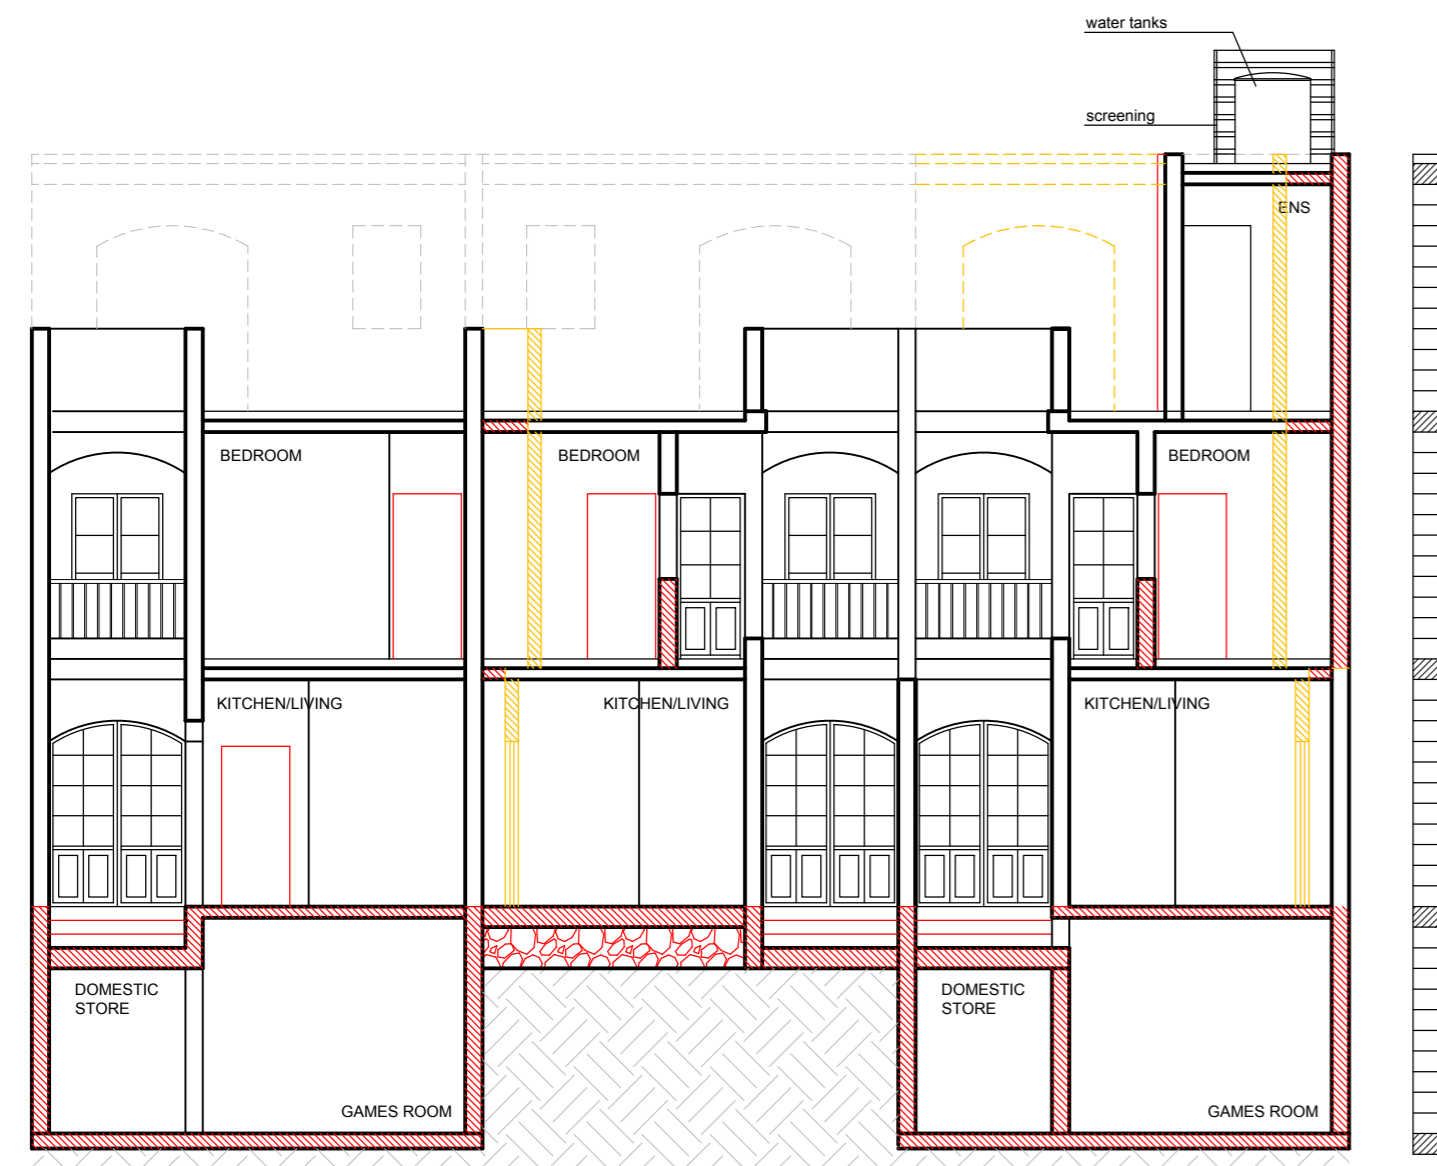 water tanks
screening
ENS
BEDROOM
BEDROOM
BEDROOM
KITCHEN/LIVING
KITCHEN/LIVING
KITCHEN/LIVING
DOMESTIC
STORE
DOMESTIC
STORE
GAMES ROOM
GAMES ROOM